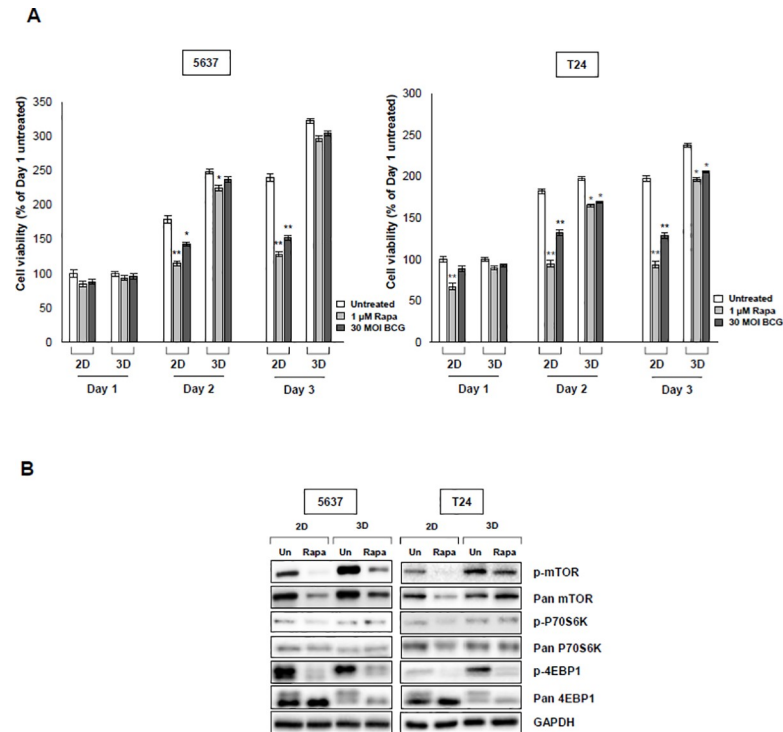 A
5637
Cell viability (% of Day 1 untreated)
350
300
250
200
150
100
50
0
** * * ** **
Untreated
1 µM Rapa
30 MOI BCG
2D 3D 2D 3D 2D 3D
Day 1 Day 2 Day 3
T24
Cell viability (% of Day 1 untreated)
200
250
200
150
100
50
0
** ** ** * * ** ** * *
Untreated
1 µM Rapa
30 MOI BCG
2D 3D 2D 3D 2D 3D
Day 1 Day 2 Day 3
B
5637 T24
2D 3D 2D 3D
Un Rapa Un Rapa Un Rapa Un Rapa
p-mTOR
Pan mTOR
p-P70S6K
Pan P70S6K
p-4EBP1
Pan 4EBP1
GAPDH